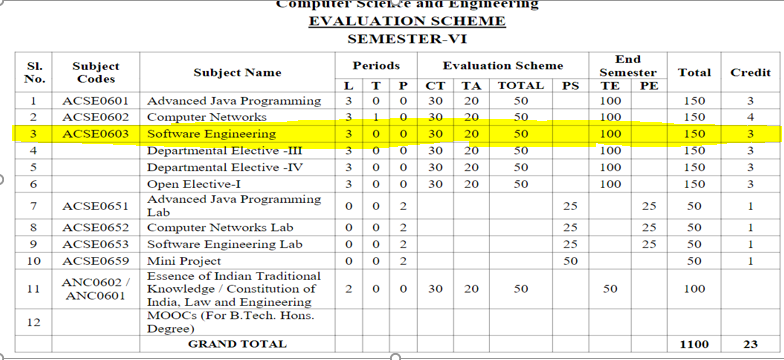 Computer Science and Engineering
EVALUATION SCHEME
SEMESTER-VI
Sl. No. Subject Codes Subject Name Periods Evaluation Scheme End Semester Total Credit
L T P CT TA TOTAL PS TE PE
1 ACSE0601 Advanced Java Programming 3 0 0 30 20 50 100 150 3
2 ACSE0602 Computer Networks 3 1 0 30 20 50 100 150 4
3 ACSE0603 Software Engineering 3 0 0 30 20 50 100 150 3
4 Departmental Elective -III 3 0 0 30 20 50 100 150 3
5 Departmental Elective -IV 3 0 0 30 20 50 100 150 3
6 Open Elective-I 3 0 0 30 20 50 100 150 3
7 ACSE0651 Advanced Java Programming Lab 0 0 2 25 25 50 1
8 ACSE0652 Computer Networks Lab 0 0 2 25 25 50 1
9 ACSE0653 Software Engineering Lab 0 0 2 25 25 50 1
10 ACSE0659 Mini Project 0 0 2 50 50 1
11 ANC0602 / ANC0601 Essence of Indian Traditional Knowledge / Constitution of India, Law and Engineering 2 0 0 30 20 50 50 100
12 MOOCs (For B.Tech. Hons. Degree)
GRAND TOTAL 1100 23